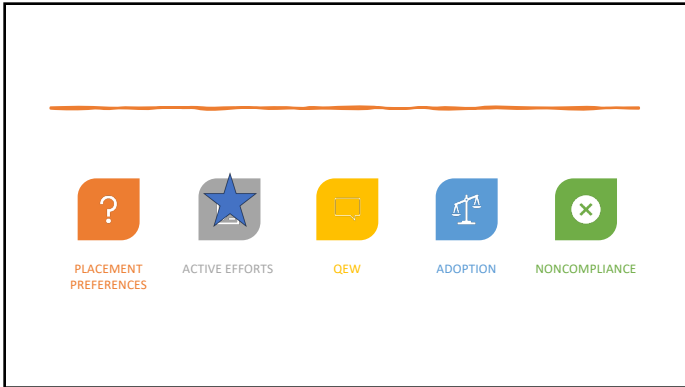 ?
PLACEMENT
PREFERENCES
ACTIVE EFFORTS
QEW
ADOPTION
NONCOMPLIANCE